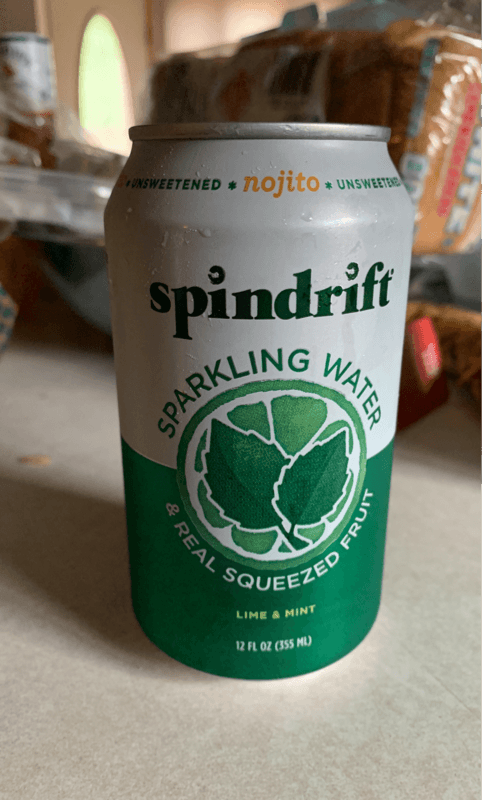 UNSWEETENED * nojito * UNSWEETENED
spindrift
SPARKLING WATER
& REAL SQUEEZED FRUIT
LIME & MINT
12 FL OZ (355 ML)